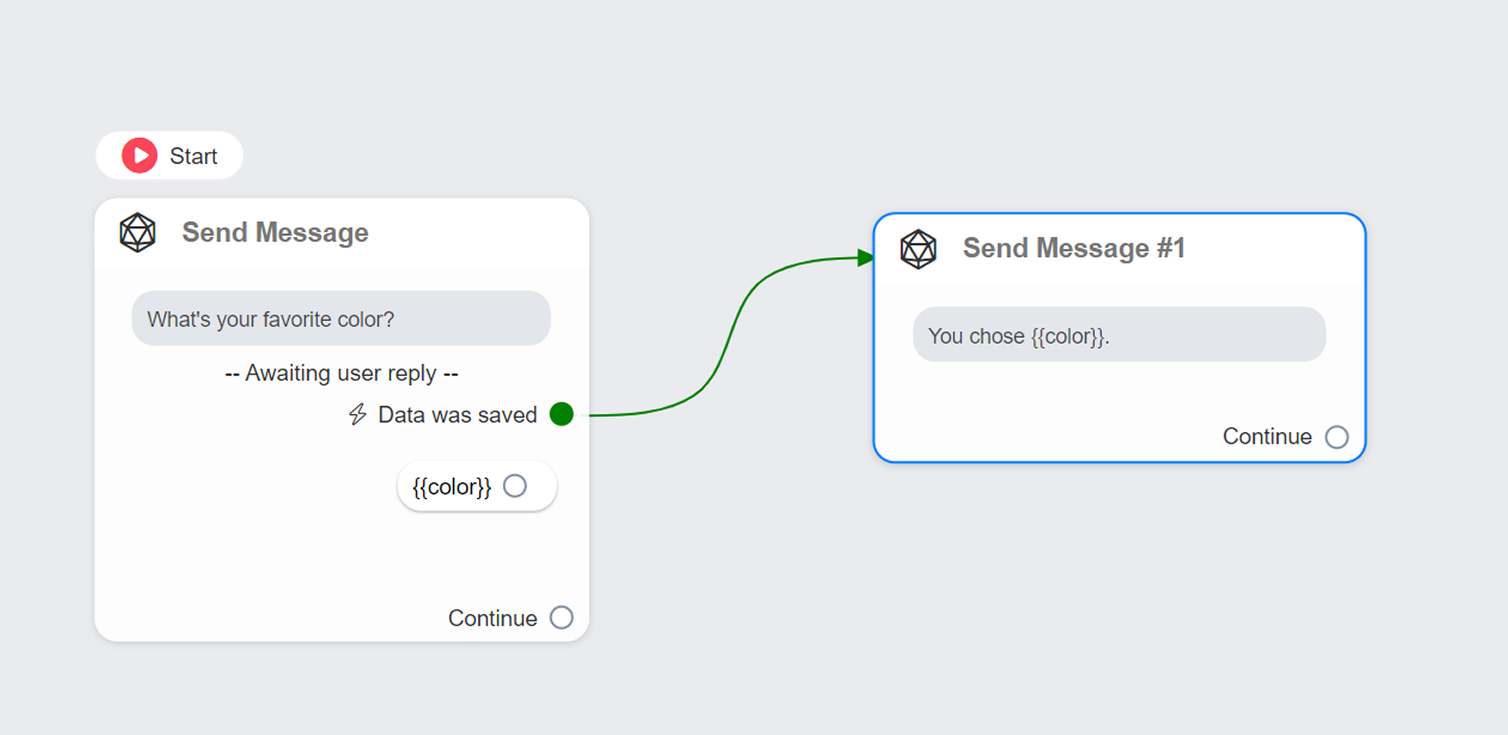 Start
Send Message
What's your favorite color?
-- Awaiting user reply --
Data was saved
{{color}}
Continue
Send Message #1
You chose {{color}}.
Continue